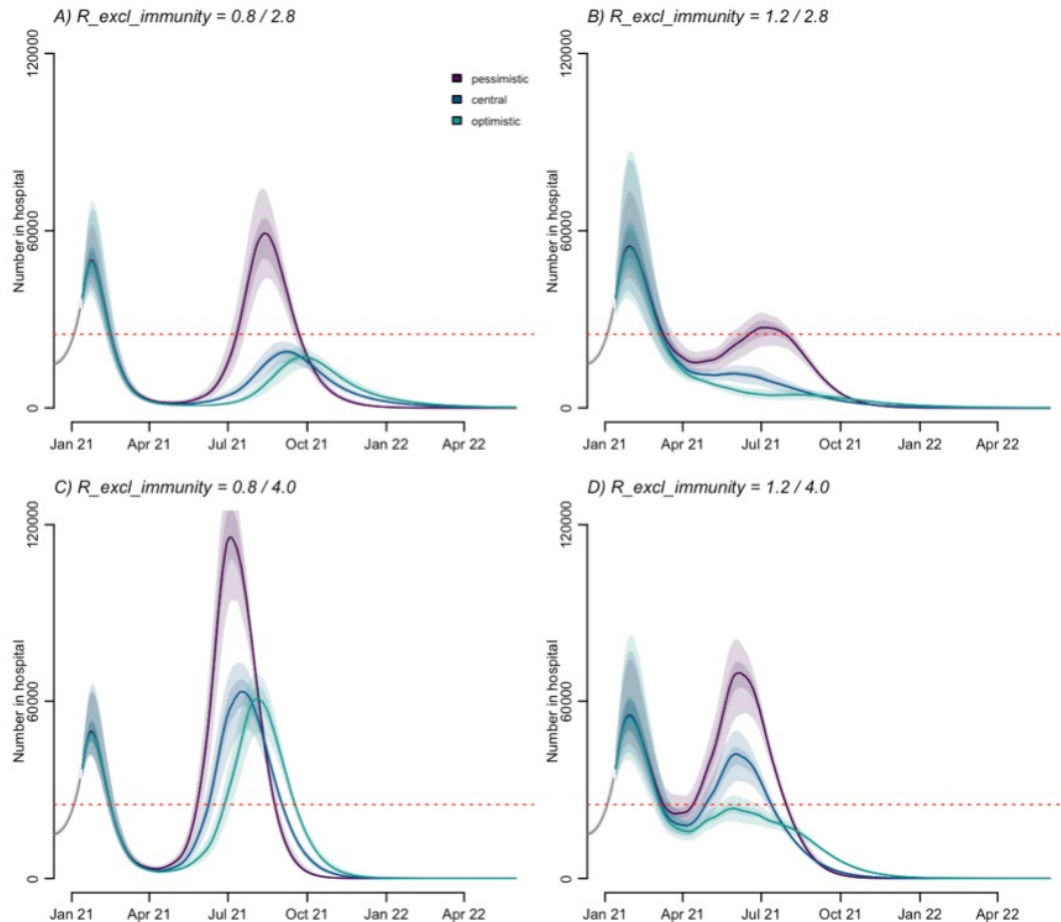 A) R_excl_immunity = 0.8 / 2.8
Number in hospital
120000
60000
0
pessimistic
central
optimistic
Jan 21 Apr 21 Jul 21 Oct 21 Jan 22 Apr 22
B) R_excl_immunity = 1.2 / 2.8
Number in hospital
120000
60000
0
Jan 21 Apr 21 Jul 21 Oct 21 Jan 22 Apr 22
C) R_excl_immunity = 0.8 / 4.0
Number in hospital
120000
60000
0
Jan 21 Apr 21 Jul 21 Oct 21 Jan 22 Apr 22
D) R_excl_immunity = 1.2 / 4.0
Number in hospital
120000
60000
0
Jan 21 Apr 21 Jul 21 Oct 21 Jan 22 Apr 22